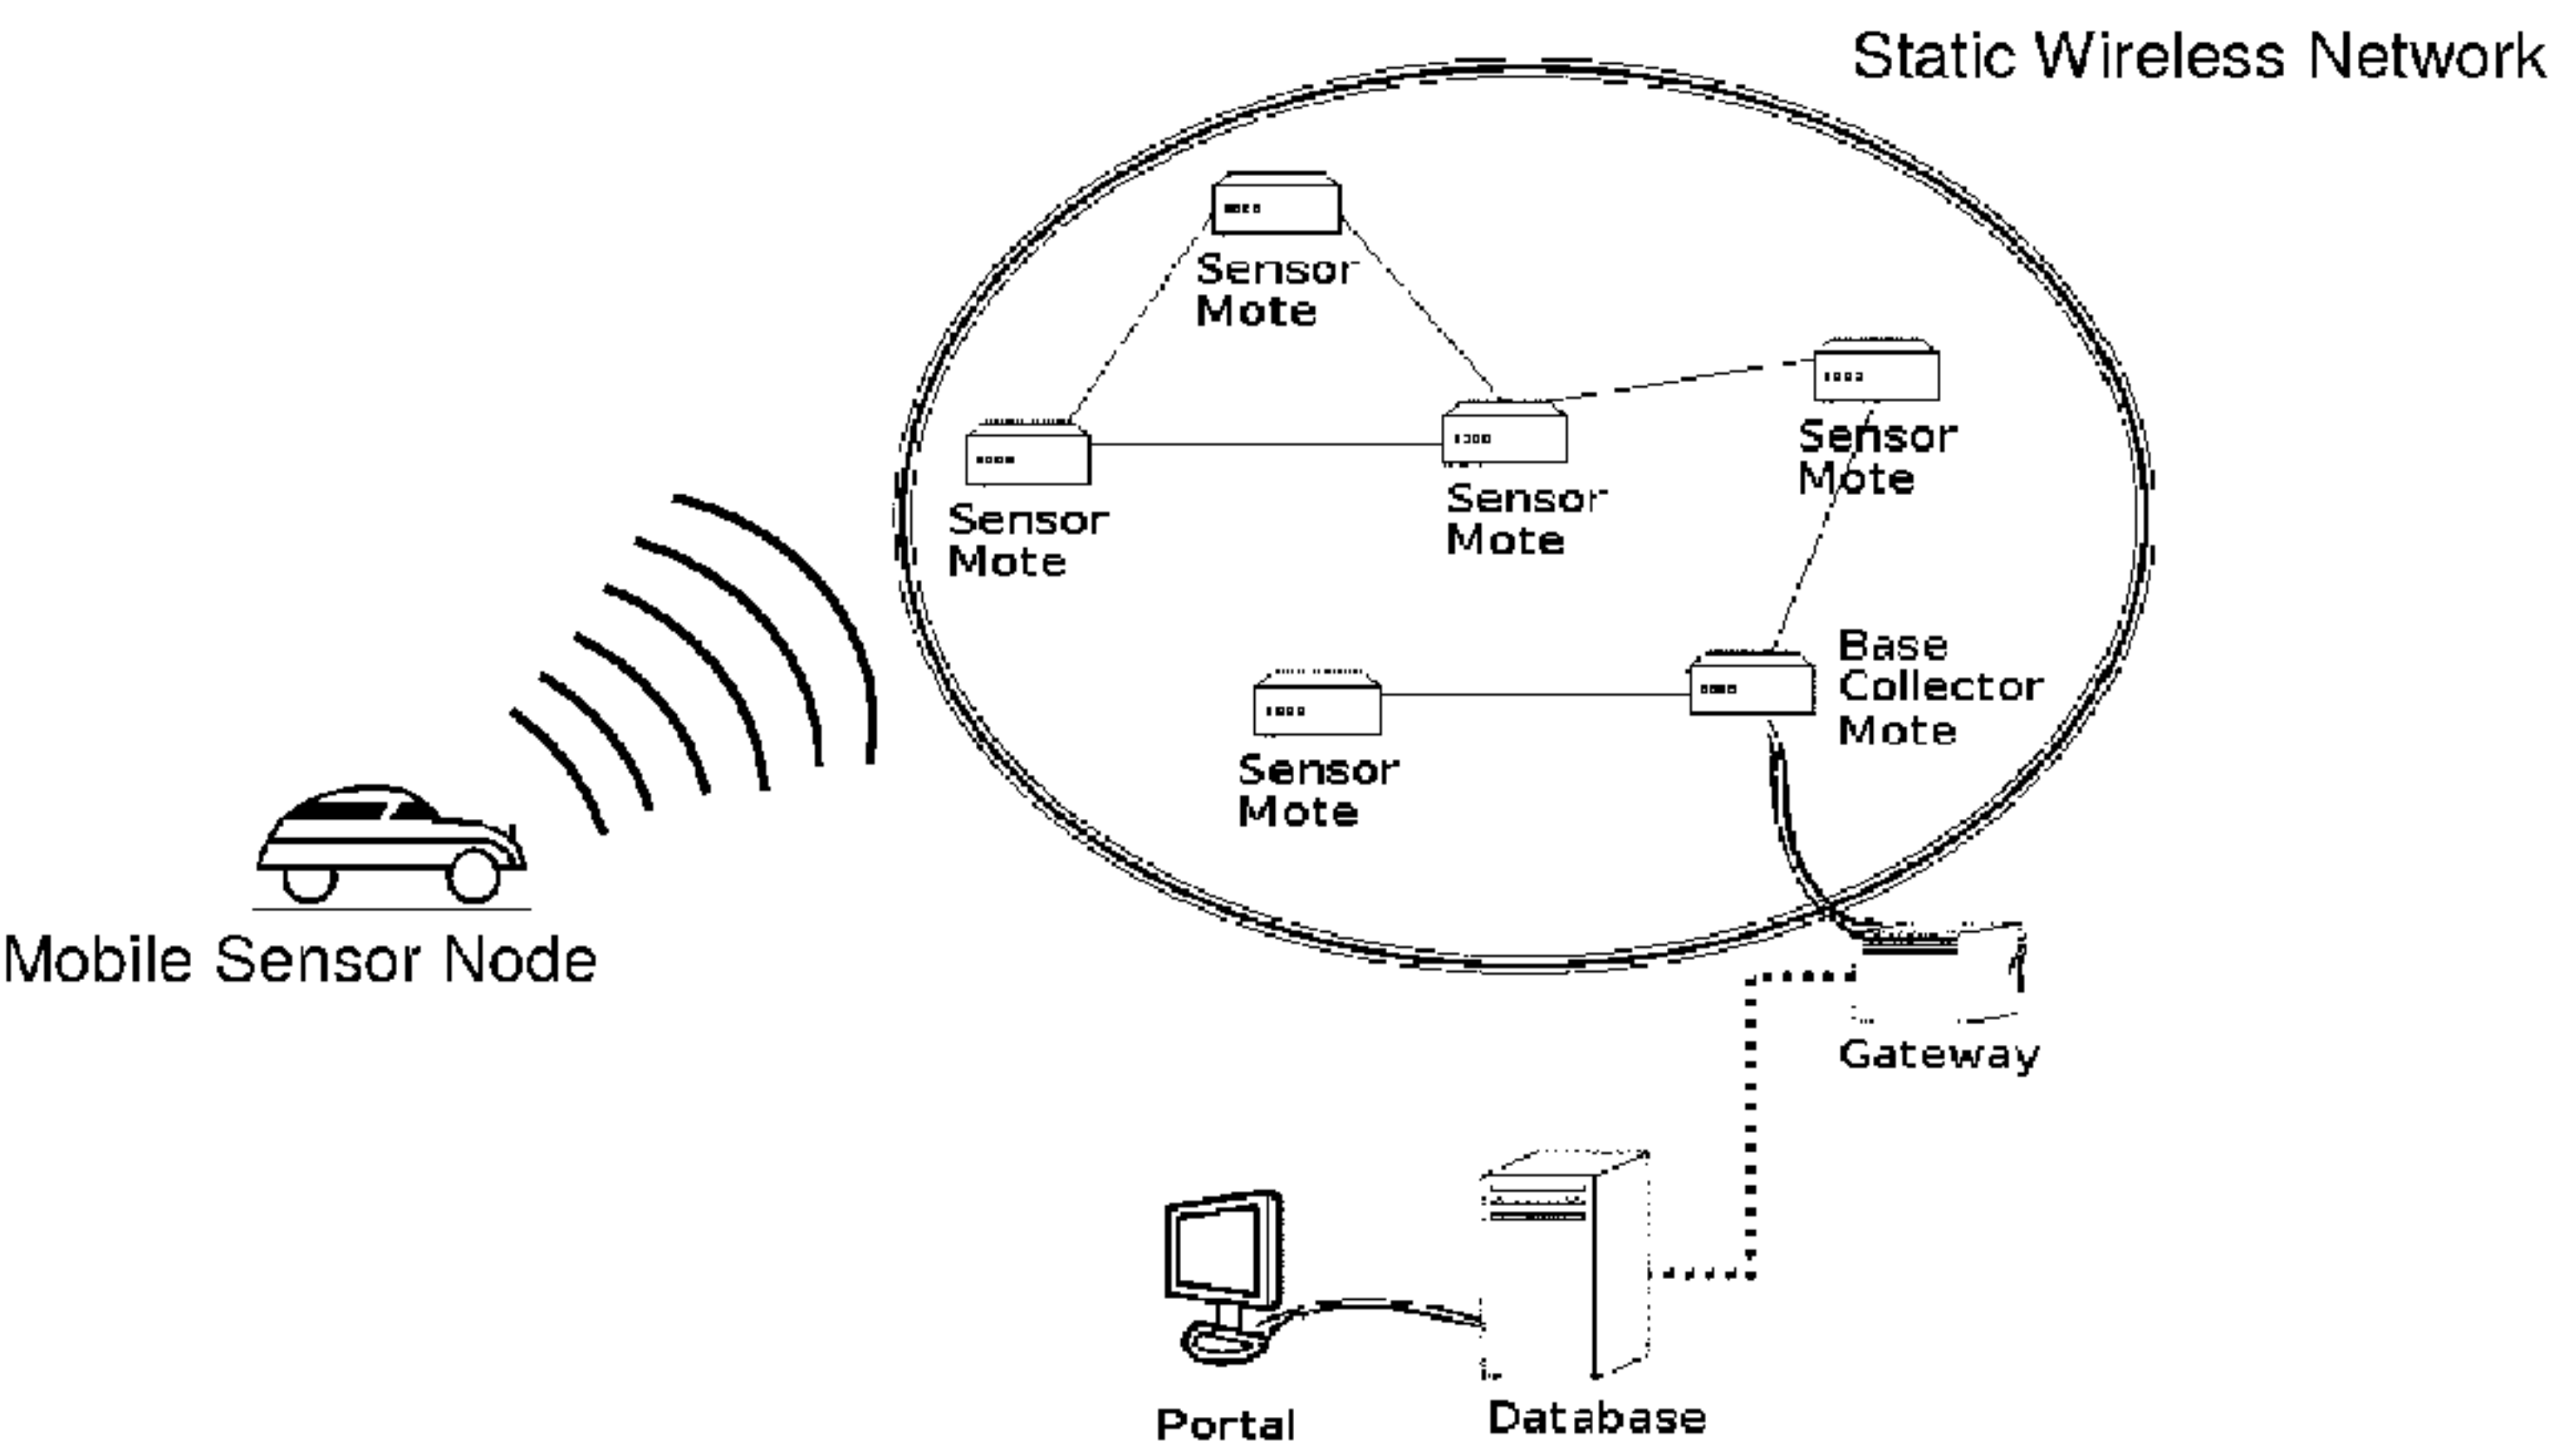 Static Wireless Network
Sensor
Mote
Sensor
Mote
Sensor
Mote
Sensor
Mote
Base
Collector
Mote
Sensor
Mote
Mobile Sensor Node
Gateway
Portal
Database